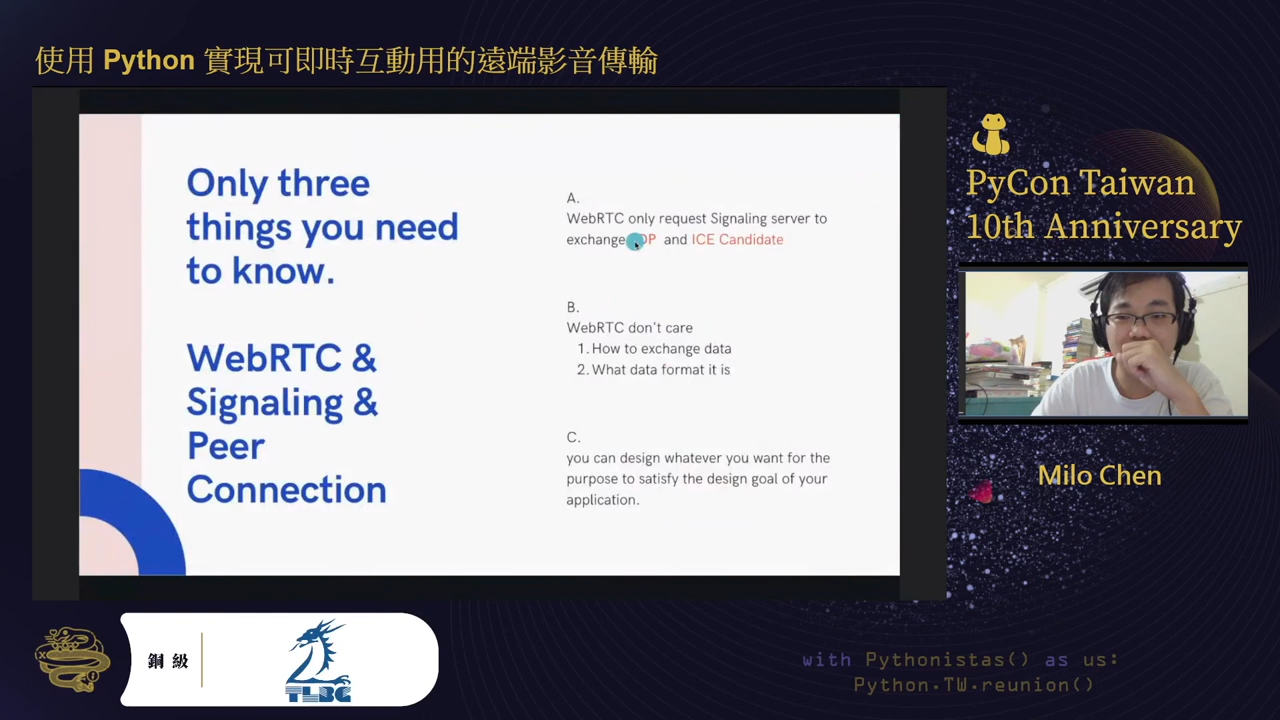 使用 Python 實現可即時互動用的遠端影音傳輸
Only three
things you need
to know.
WebRTC &
Signaling &
Peer
Connection
A.
WebRTC only request Signaling server to
exchange DP and ICE Candidate
B.
WebRTC don't care
1. How to exchange data
2. What data format it is
C.
you can design whatever you want for the
purpose to satisfy the design goal of your
application.
PyCon Taiwan
10th Anniversary
Milo Chen
銅級
TLBC
with Pythonistas() as us:
Python.TW.reunion()